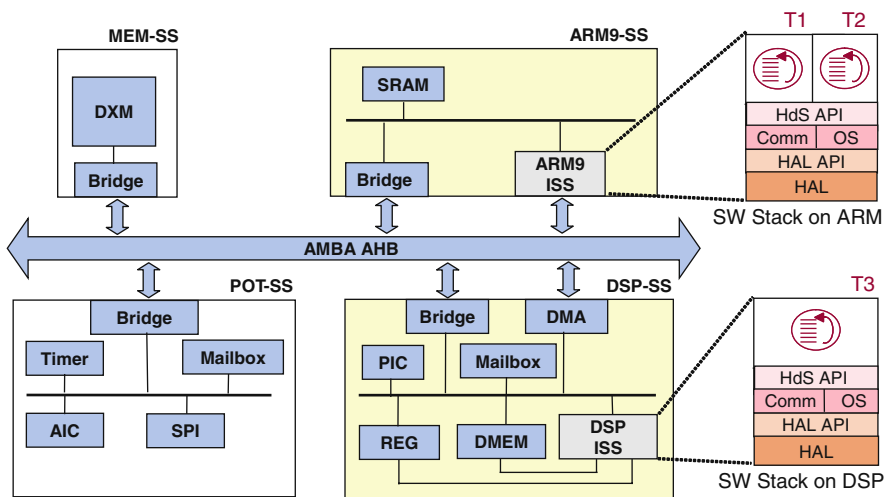 MEM-SS
DXM
Bridge
ARM9-SS
SRAM
Bridge
ARM9
ISS
T1
T2
HdS API
Comm
OS
HAL API
HAL
SW Stack on ARM
AMBA AHB
POT-SS
Bridge
Timer
Mailbox
AIC
SPI
DSP-SS
Bridge
DMA
PIC
Mailbox
REG
DMEM
DSP
ISS
T3
HdS API
Comm
OS
HAL API
HAL
SW Stack on DSP